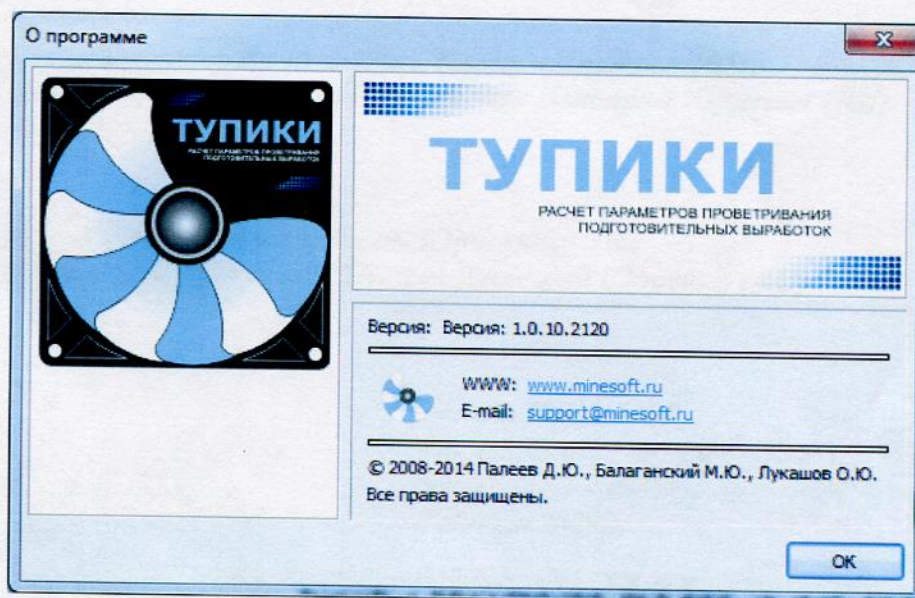 О программе
ТУПИКИ
РАСЧЕТ ПАРАМЕТРОВ ПРОВЕТРИВАНИЯ
ПОДГОТОВИТЕЛЬНЫХ ВЫРАБОТОК
ТУПИКИ
РАСЧЕТ ПАРАМЕТРОВ ПРОВЕТРИВАНИЯ
ПОДГОТОВИТЕЛЬНЫХ ВЫРАБОТОК
Версия: Версия: 1.0.10.2120
WWW: www.minesoft.ru
E-mail: support@minesoft.ru
© 2008-2014 Палеев Д.Ю., Балаганский М.Ю., Лукашов О.Ю.
Все права защищены.
OK